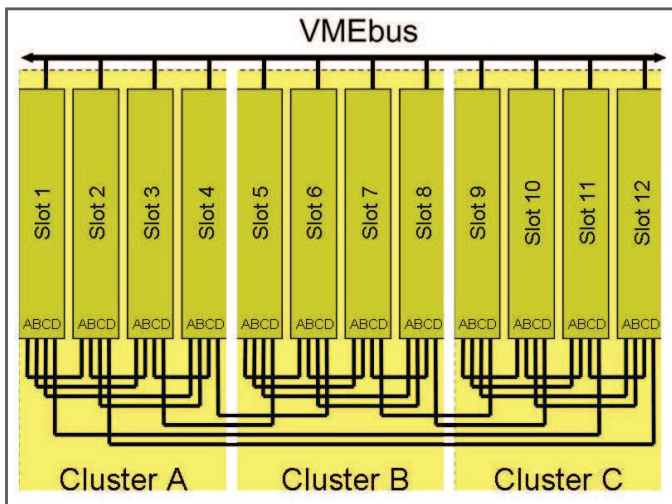 VMEbus
Slot 1
Slot 2
Slot 3
Slot 4
Slot 5
Slot 6
Slot 7
Slot 8
Slot 9
Slot 10
Slot 11
Slot 12
ABCD ABCD ABCD ABCD ABCD ABCD ABCD ABCD ABCD ABCD ABCD ABCD
Cluster A Cluster B Cluster C